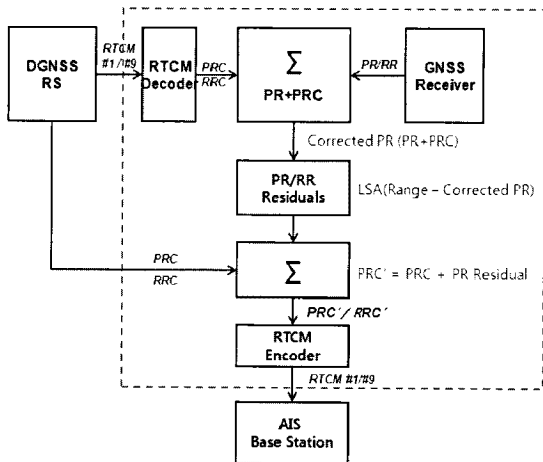 DGNSS
RS
RTCM
#1/#9
RTCM
Decoder
PRC
RRC
Σ
PR+PRC
PR/RR
GNSS
Receiver
Corrected PR (PR+PRC)
PR/RR
Residuals
LSA(Range – Corrected PR)
PRC
RRC
Σ
PRC' = PRC + PR Residual
PRC'/ RRC'
RTCM
Encoder
RTCM #1/#9
AIS
Base Station